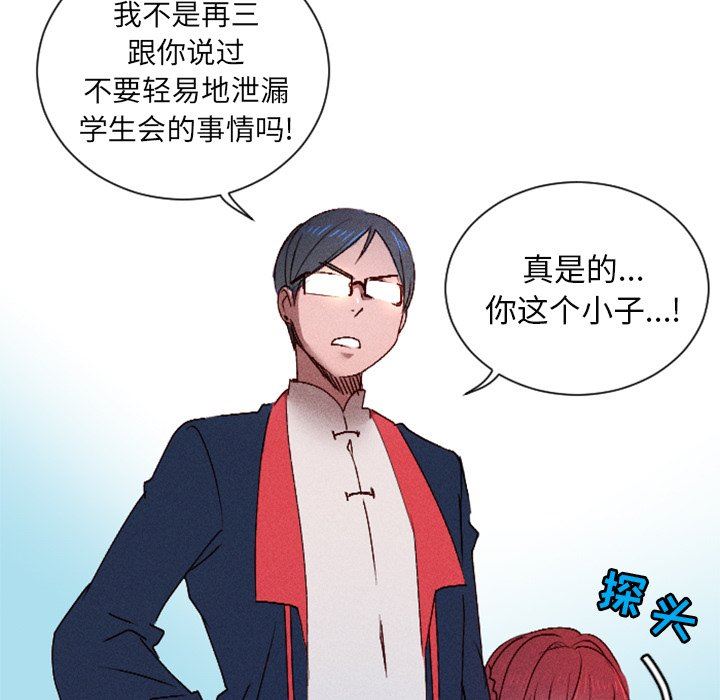 我不是再三
跟你说过
不要轻易地泄漏
学生会的事情吗!
真是的...
你这个小子...!
探头